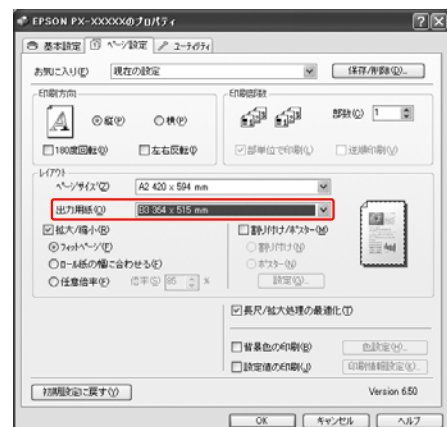 EPSON PX-XXXXXのプロパティ
基本設定 ページ設定 ユーティリティ
お気に入り(E) 現在の設定 保存/削除(Q)...
印刷方向
縦(P) 横(R)
180度回転(0) 左右反転(Y)
印刷部数
部数(C) 1
部単位で印刷(L) 逆順印刷(V)
レイアウト
ページサイズ(Z) A2 420 x 594 mm
出力用紙(O) B3 364 x 515 mm
拡大/縮小(R)
フィットページ(F)
ロール紙の幅に合わせる(E)
任意倍率(F) 倍率(S) 85 %
割り付け/ポスター(M)
割り付け(N)
ポスター(N)
設定(G)...
長尺/拡大処理の最適化(T)
背景色の印刷(B) 色設定(H)...
設定値の印刷(J) 印刷情報設定(K)...
初期設定に戻す(Y) Version 6.50
OK キャンセル ヘルプ